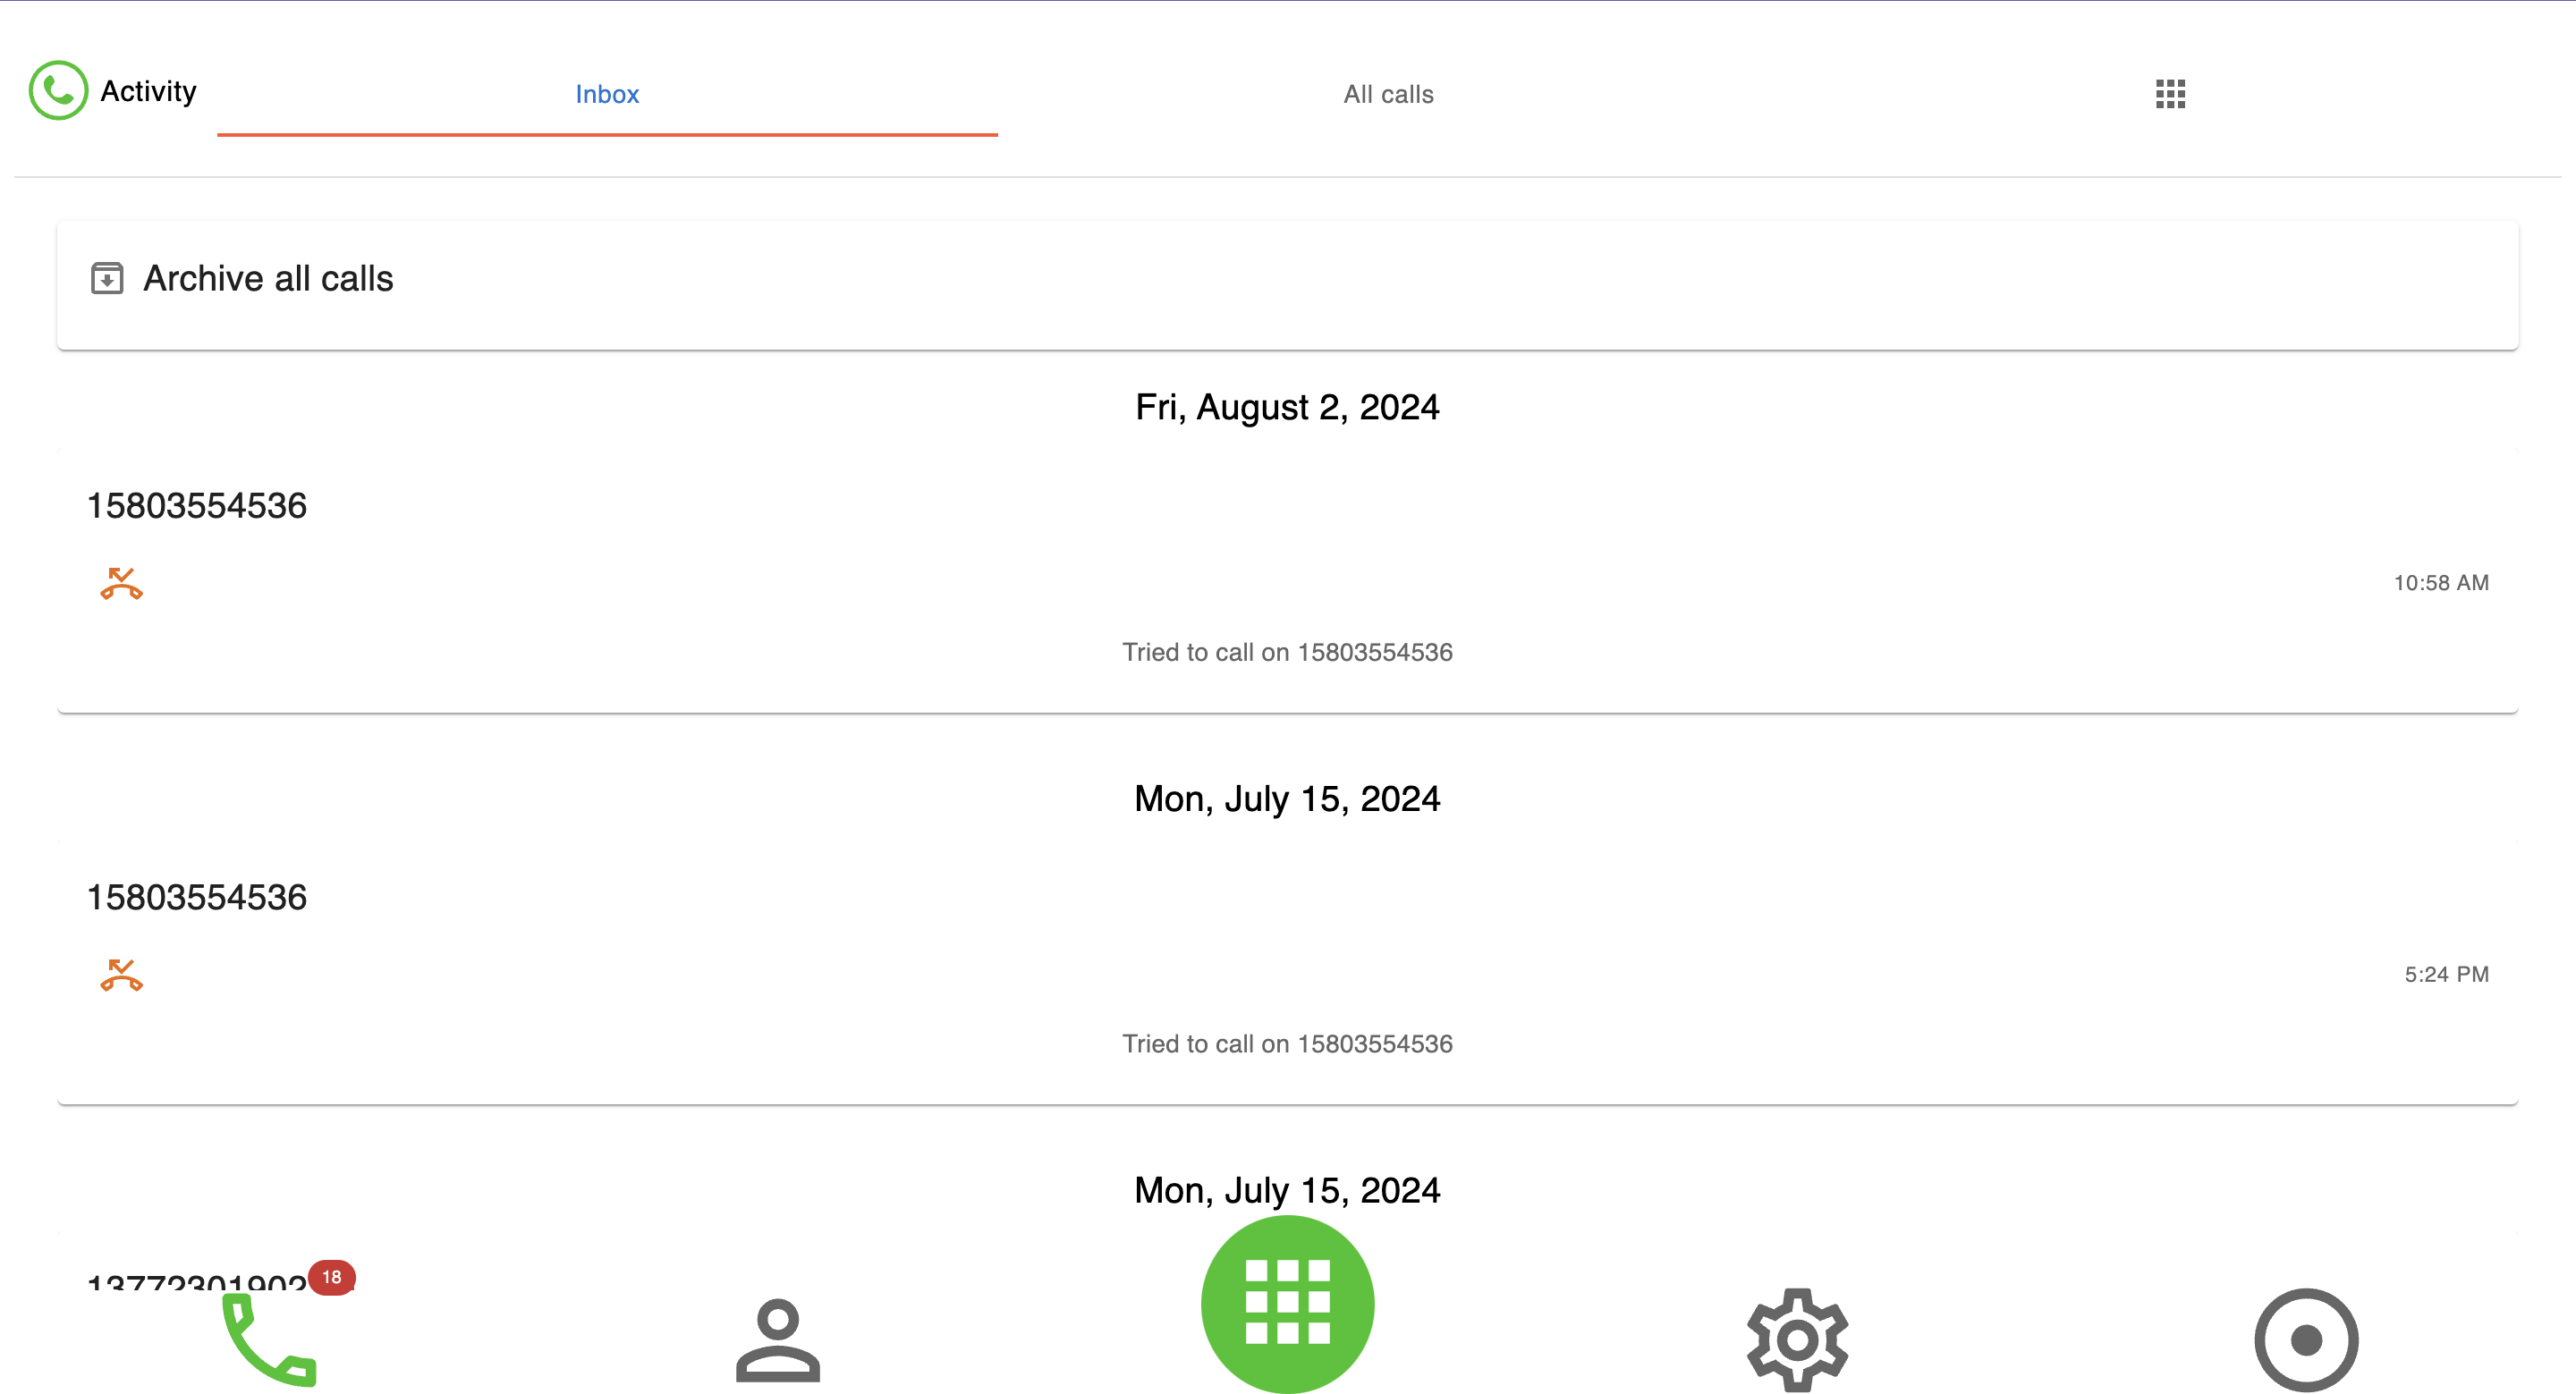 Activity
Inbox
All calls
Archive all calls
Fri, August 2, 2024
15803554536
10:58 AM
Tried to call on 15803554536
Mon, July 15, 2024
15803554536
5:24 PM
Tried to call on 15803554536
Mon, July 15, 2024
18